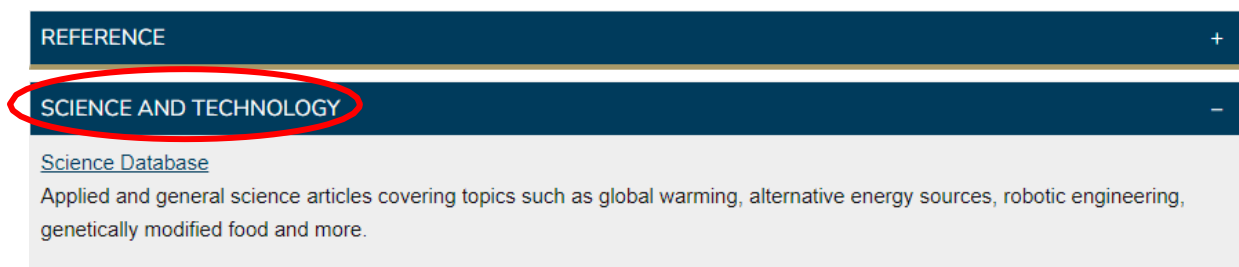 REFERENCE +
SCIENCE AND TECHNOLOGY –
Science Database
Applied and general science articles covering topics such as global warming, alternative energy sources, robotic engineering,
genetically modified food and more.